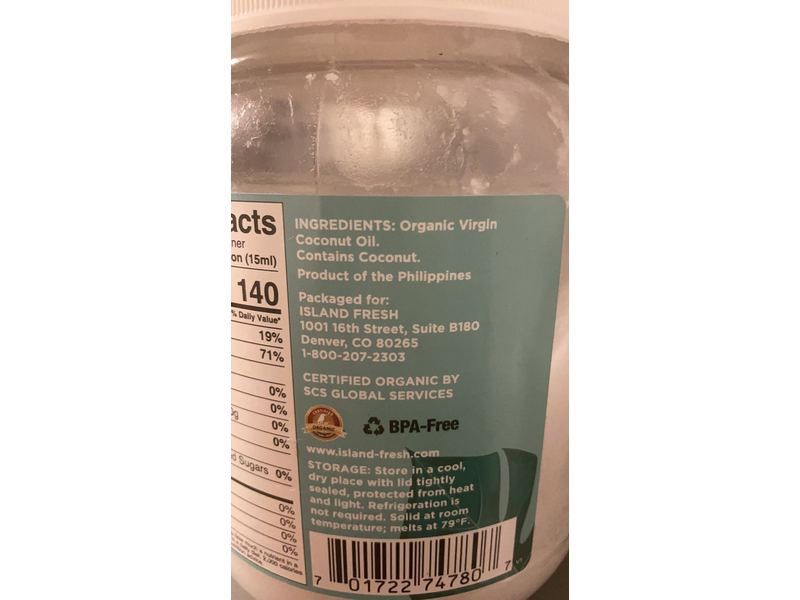 acts
ner
on (15ml)
140
% Daily Value*
19%
71%
0%
0%
0g
0%
0%
d Sugars 0%
0%
0%
0%
0%
INGREDIENTS: Organic Virgin
Coconut Oil.
Contains Coconut.
Product of the Philippines
Packaged for:
ISLAND FRESH
1001 16th Street, Suite B180
Denver, CO 80265
1-800-207-2303
CERTIFIED ORGANIC BY
SCS GLOBAL SERVICES
ORGANIC
BPA-Free
www.island-fresh.com
STORAGE: Store in a cool,
dry place with lid tightly
sealed, protected from heat
and light. Refrigeration is
not required. Solid at room
temperature; melts at 79°F.
7 01722 74780 7